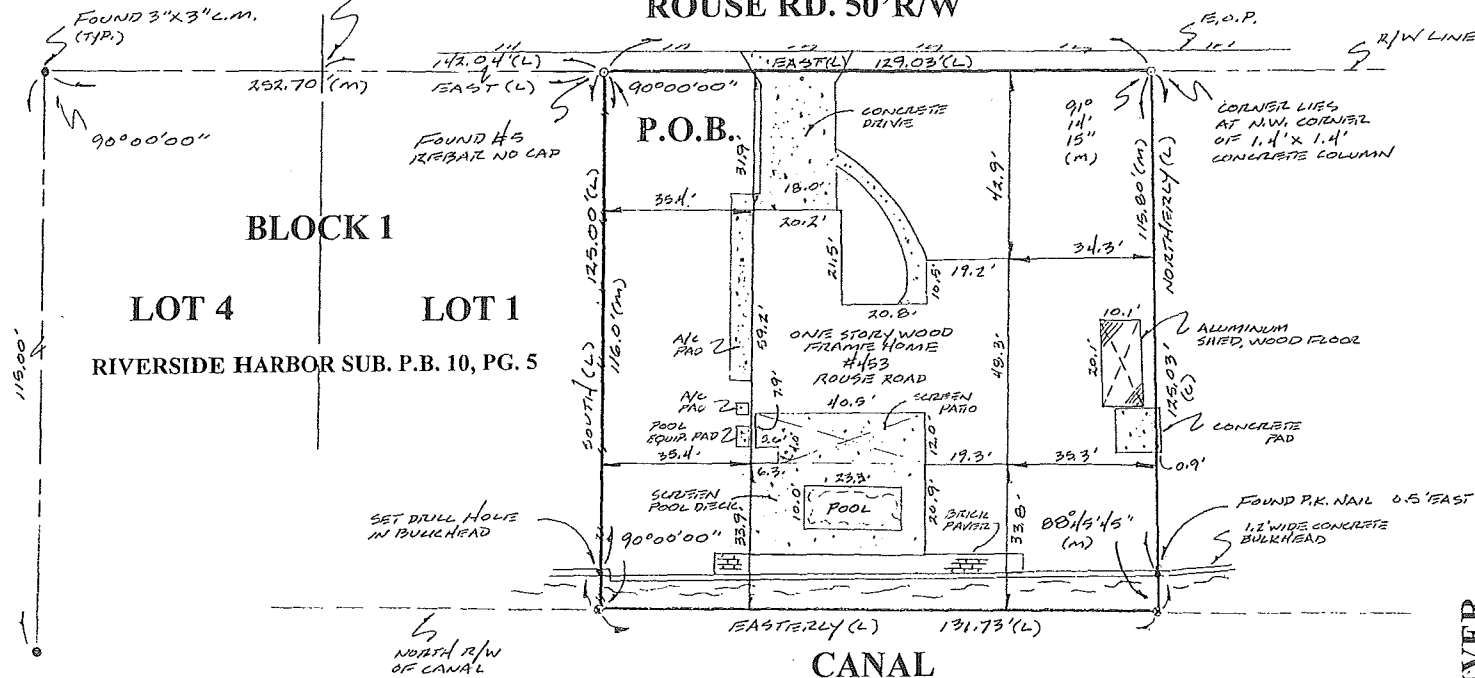 ROUSE RD. 50' R/W
FOUND 3"X3" C.M.
(TYP.)
E.O.P.
R/W LINE
142.04'(L)
252.70'(M)
EAST (L)
EAST(L) 129.03'(L)
90°00'00"
90°00'00"
FOUND #5
REBAR NO CAP
P.O.B.
CONCRETE
DRIVE
91°
14'
15"
(M)
CORNER LIES
AT N.W. CORNER
OF 1.4' X 1.4'
CONCRETE COLUMN
31.9'
42.9'
115.80'(M)
NORTHERLY(L)
125.03'
(C)
BLOCK 1
LOT 4
LOT 1
RIVERSIDE HARBOR SUB. P.B. 10, PG. 5
115.00'
SOUTH(L) 125.00'(L)
116.0'(M)
35.4'
18.0'
20.2'
21.5'
10.5'
19.2'
34.3'
20.8'
A/C
PAD
59.2'
ONE STORY WOOD
FRAME HOME
#453
ROUSE ROAD
48.3'
10.1'
20.1'
ALUMINUM
SHED, WOOD FLOOR
A/C
PAD
7.9'
40.5'
SCREEN
PATIO
POOL
EQUIP. PAD
12.0'
CONCRETE
PAD
35.4'
6.3'
19.3'
35.3'
0.9'
23.3'
SCREEN
POOL DECK
10.0'
POOL
20.9'
BRICK
PAVER
33.9'
33.8'
88°45'45"
(M)
FOUND P.K. NAIL 0.5' EAST
1.2' WIDE CONCRETE
BULKHEAD
SET DRILL HOLE
IN BULKHEAD
90°00'00"
EASTERLY(L) 131.73'(L)
NORTH R/W
OF CANAL
CANAL